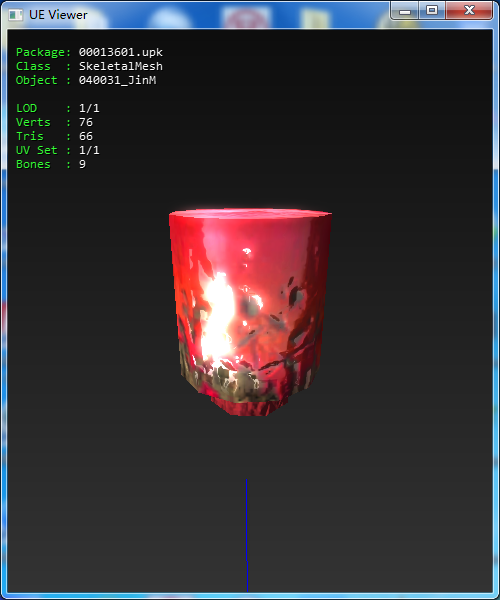 UE Viewer
Package: 00013601.upk
Class : SkeletalMesh
Object : 040031_JinM
LOD : 1/1
Verts : 76
Tris : 66
UV Set : 1/1
Bones : 9